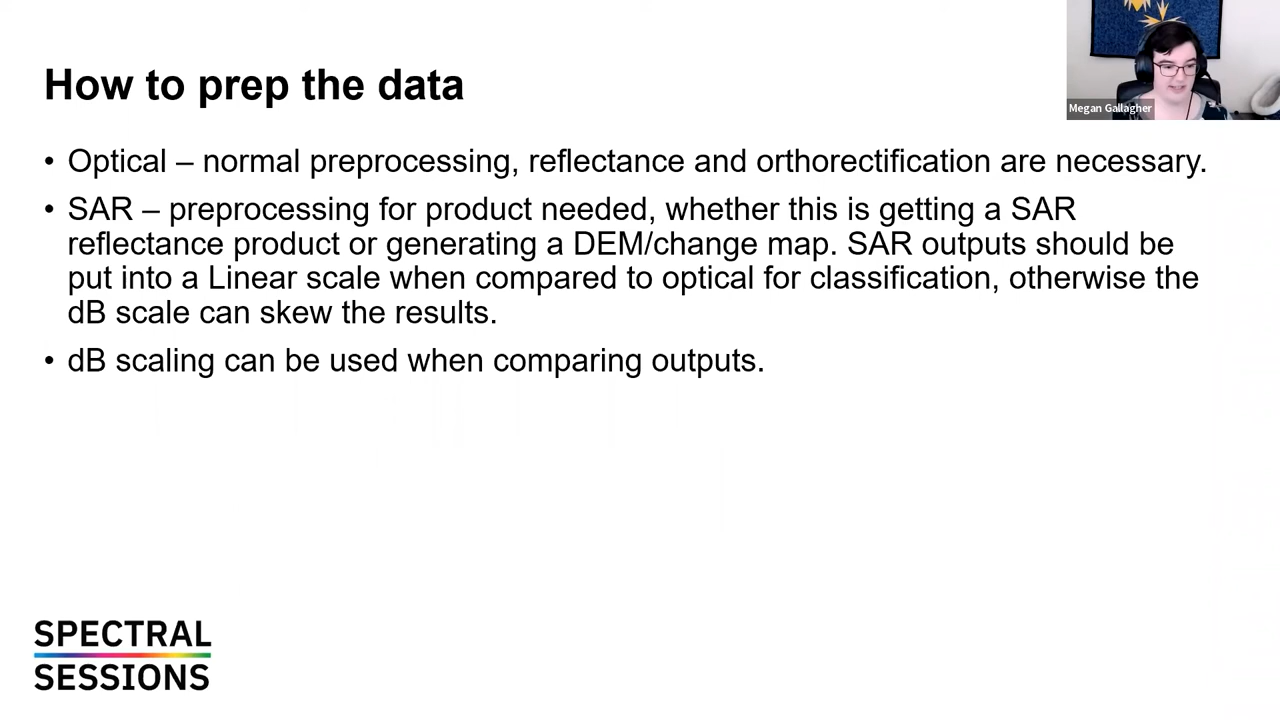 How to prep the data
Megan Gallagher
• Optical – normal preprocessing, reflectance and orthorectification are necessary.
• SAR – preprocessing for product needed, whether this is getting a SAR
reflectance product or generating a DEM/change map. SAR outputs should be
put into a Linear scale when compared to optical for classification, otherwise the
dB scale can skew the results.
• dB scaling can be used when comparing outputs.
SPECTRAL
SESSIONS